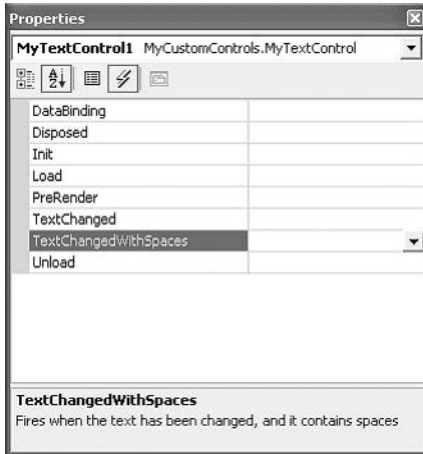 Properties
MyTextControl1 MyCustomControls.MyTextControl
DataBinding
Disposed
Init
Load
PreRender
TextChanged
TextChangedWithSpaces
Unload
TextChangedWithSpaces
Fires when the text has been changed, and it contains spaces